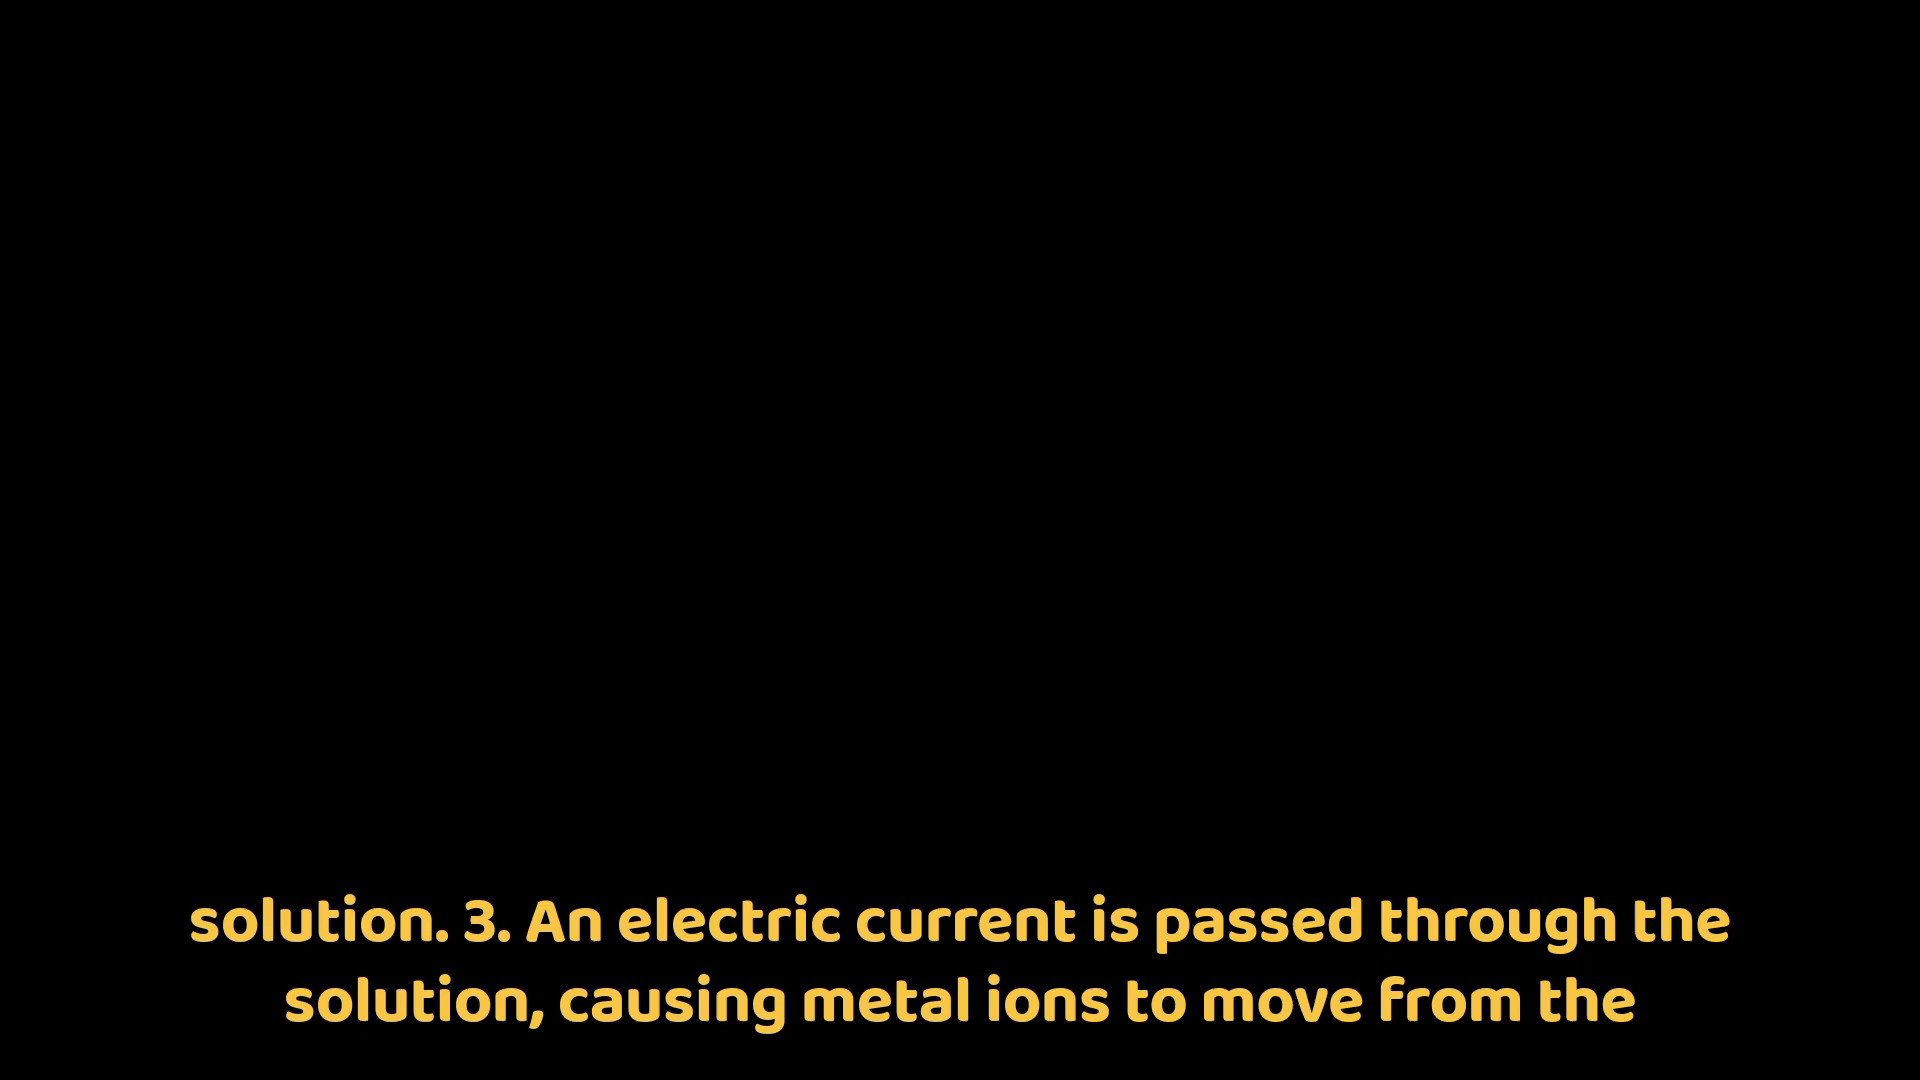 solution. 3. An electric current is passed through the
solution, causing metal ions to move from the